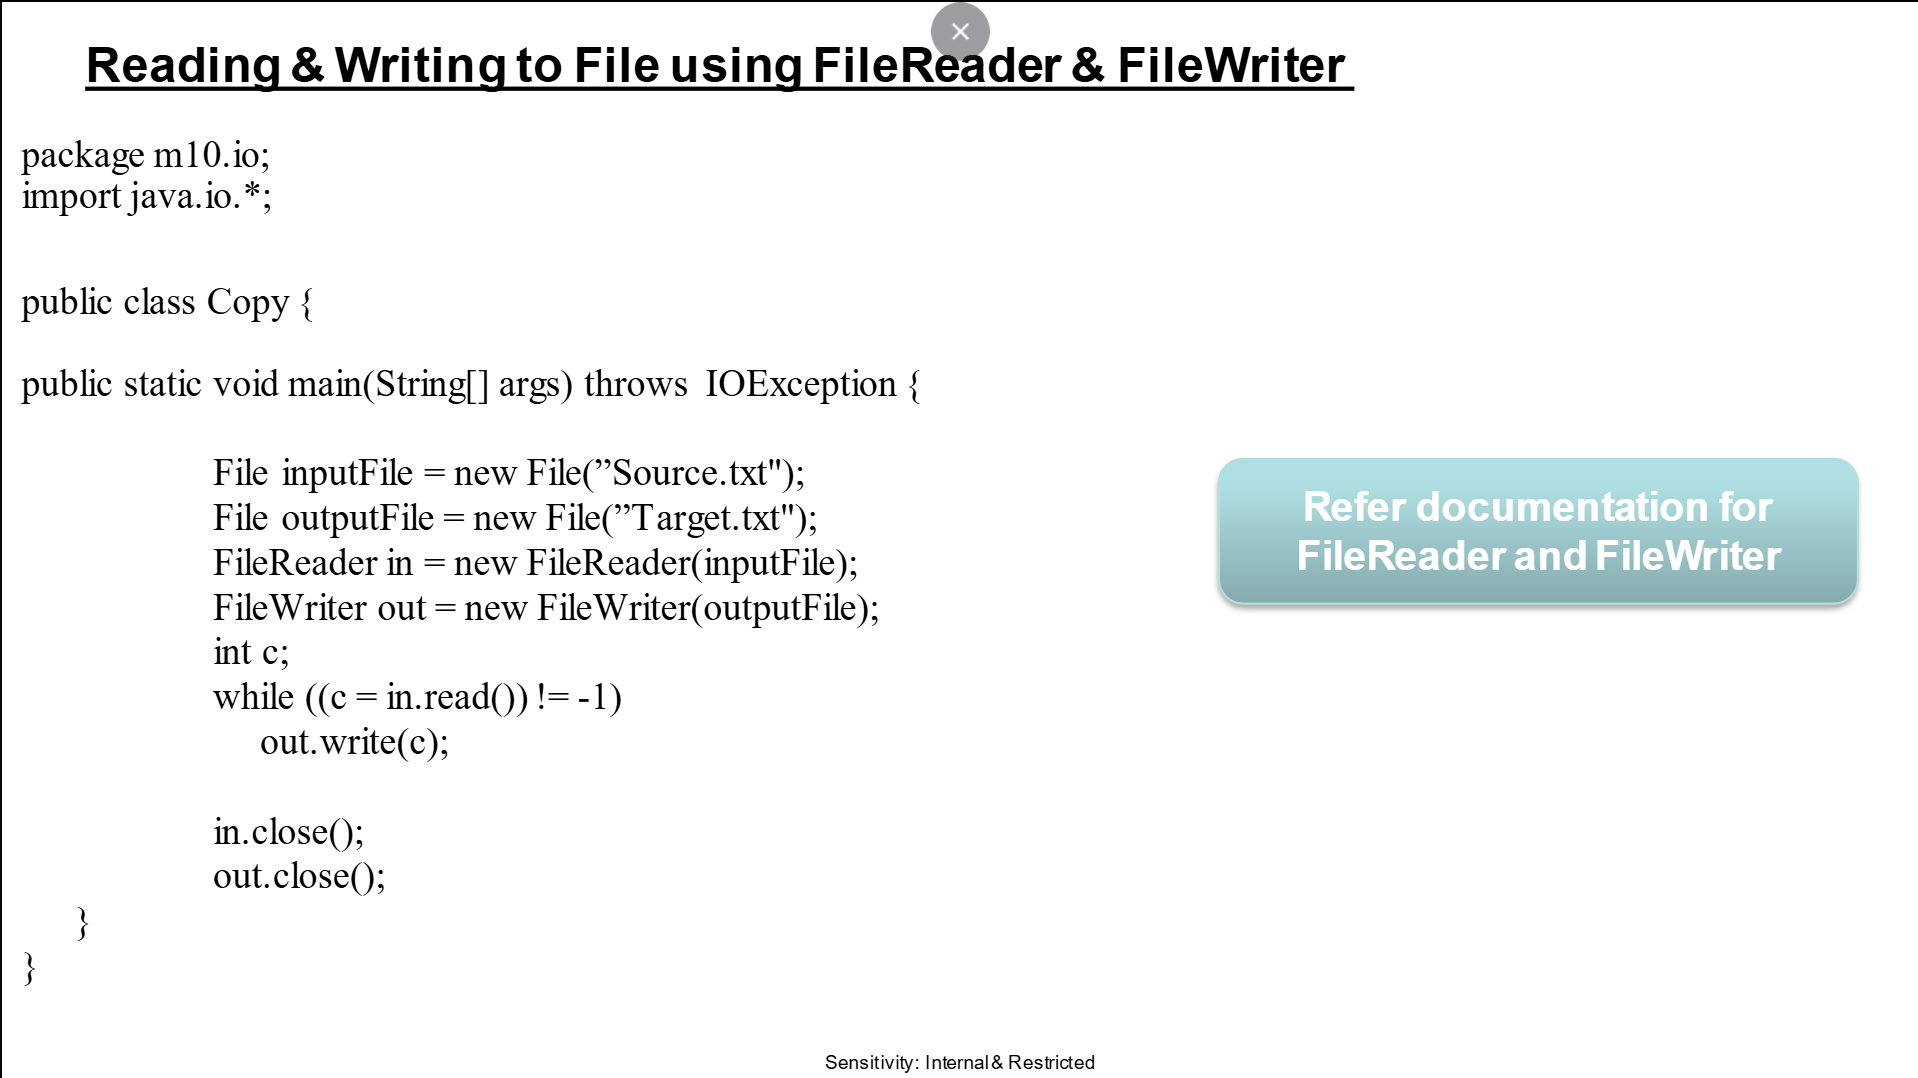 Reading & Writing to File using FileReader & FileWriter
package m10.io;
import java.io.*;
public class Copy {
public static void main(String[] args) throws IOException {
File inputFile = new File(”Source.txt");
File outputFile = new File(”Target.txt");
FileReader in = new FileReader(inputFile);
FileWriter out = new FileWriter(outputFile);
int c;
while ((c = in.read()) != -1)
out.write(c);
in.close();
out.close();
}
}
Refer documentation for
FileReader and FileWriter
Sensitivity: Internal & Restricted